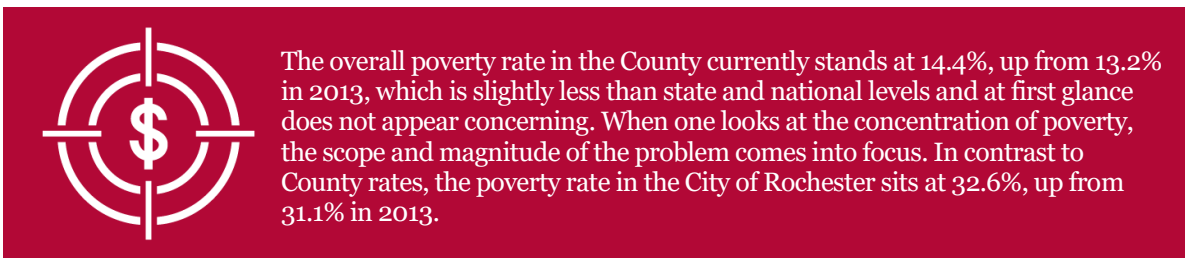 $
The overall poverty rate in the County currently stands at 14.4%, up from 13.2%
in 2013, which is slightly less than state and national levels and at first glance
does not appear concerning. When one looks at the concentration of poverty,
the scope and magnitude of the problem comes into focus. In contrast to
County rates, the poverty rate in the City of Rochester sits at 32.6%, up from
31.1% in 2013.